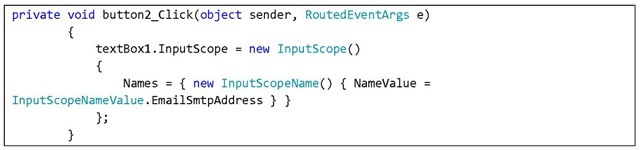 private void button2_Click(object sender, RoutedEventArgs e)
{
textBox1.InputScope = new InputScope()
{
Names = { new InputScopeName() { NameValue =
InputScopeNameValue.EmailSmtpAddress } }
};
}